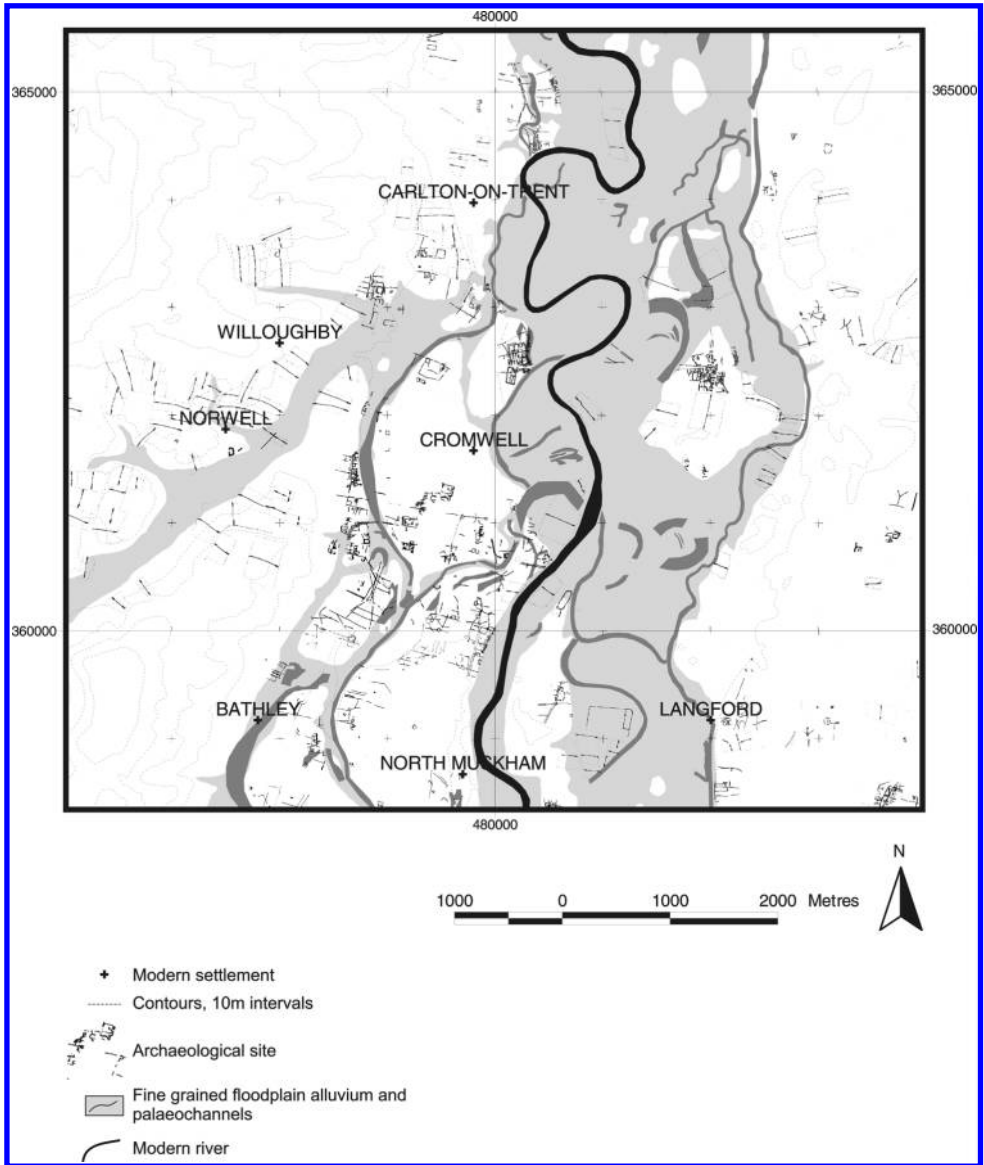 480000
365000
365000
CARLTON-ON-TRENT
WILLOUGHBY
NORWELL
CROMWELL
360000
360000
BATHLEY
LANGFORD
NORTH MUSKHAM
480000
N
1000 0 1000 2000 Metres
Modern settlement
Contours, 10m intervals
Archaeological site
Fine grained floodplain alluvium and
palaeochannels
Modern river